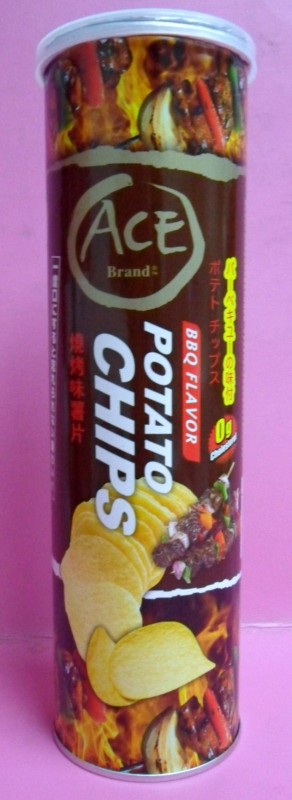 ACE
Brand
バーベキューの味付
ポテト チップス
BBQ FLAVOR
POTATO
CHIPS
燒烤味薯片
0g